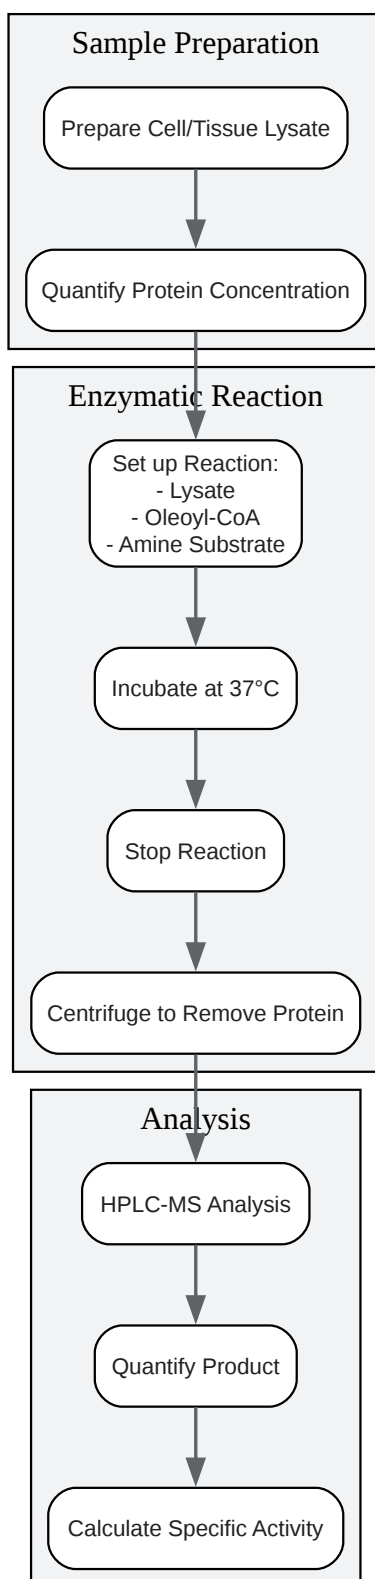 Sample Preparation
Prepare Cell/Tissue Lysate
Quantify Protein Concentration
Enzymatic Reaction
Set up Reaction:
- Lysate
- Oleoyl-CoA
- Amine Substrate
Incubate at 37°C
Stop Reaction
Centrifuge to Remove Protein
Analysis
HPLC-MS Analysis
Quantify Product
Calculate Specific Activity